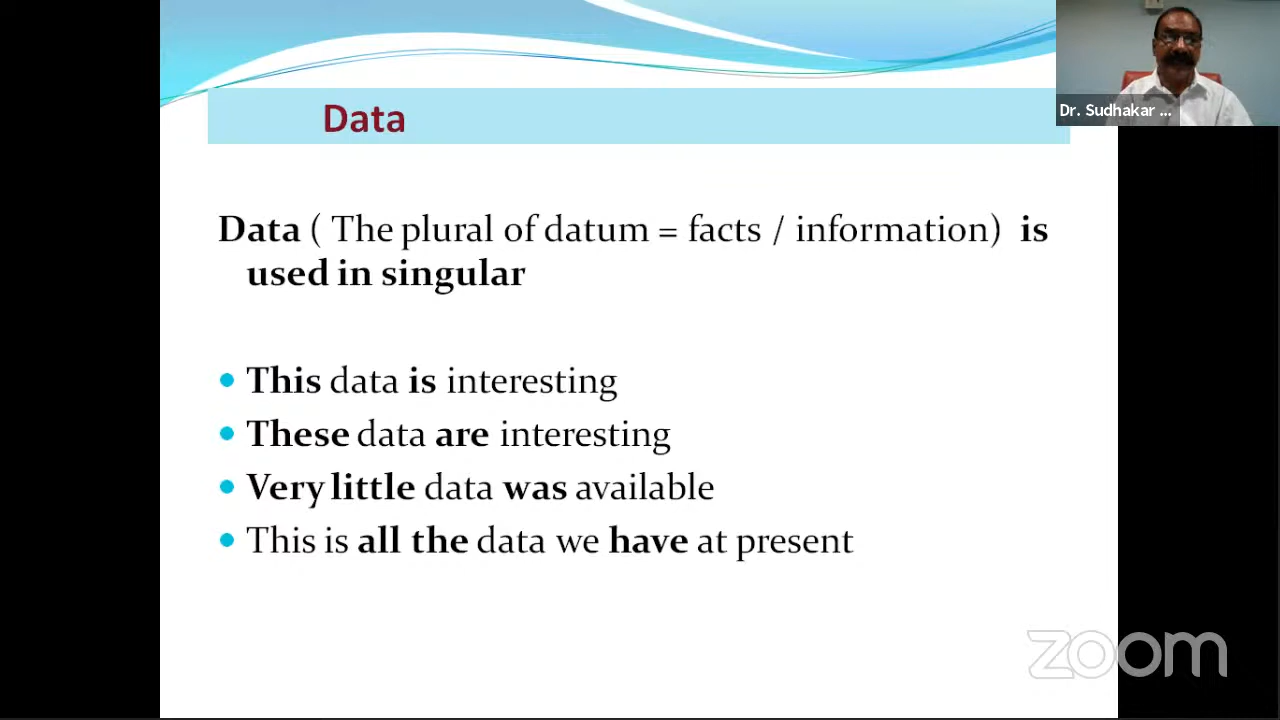 Data
Dr. Sudhakar ...
Data ( The plural of datum = facts / information) is
used in singular
This data is interesting
These data are interesting
Very little data was available
This is all the data we have at present
zoom